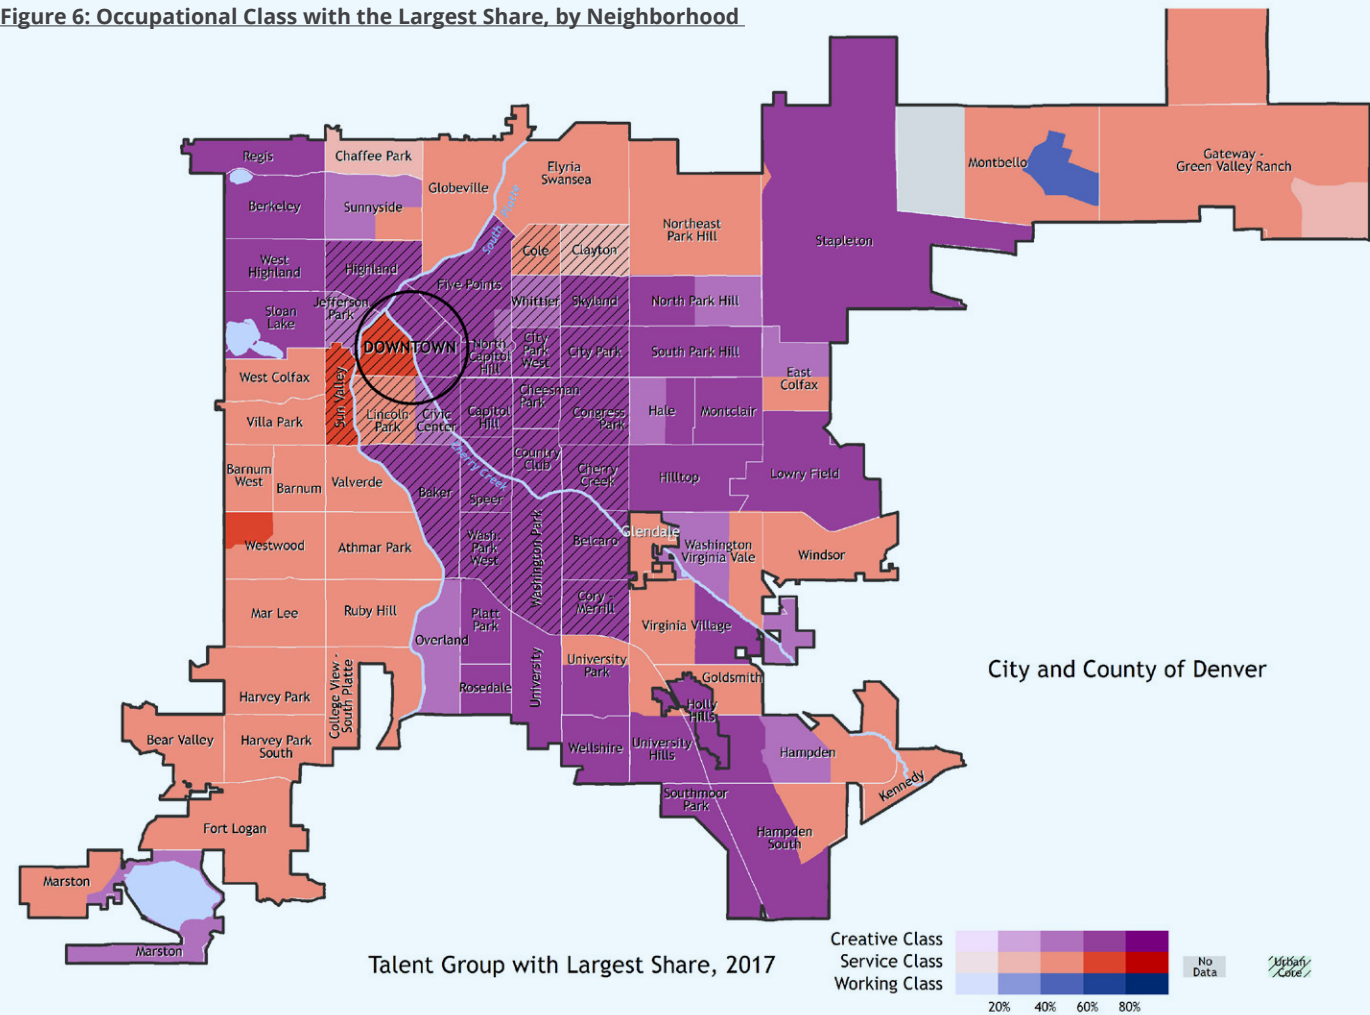 Figure 6: Occupational Class with the Largest Share, by Neighborhood
Regis
Chaffee Park
Globeville
Elyria
Swansea
South Platte
Berkeley
Sunnyside
Northeast
Park Hill
Montbello
Gateway -
Green Valley Ranch
Stapleton
West
Highland
Highland
Cole
Clayton
Five Points
Sloan
Lake
Jefferson
Park
Whittier
Skyland
North Park Hill
DOWNTOWN
North
Capitol
Hill
City
Park
West
City Park
South Park Hill
East
Colfax
West Colfax
Sun Valley
Villa Park
Lincoln
Park
Civic
Center
Capitol
Hill
Cheesman
Park
Congress
Park
Hale
Montclair
Barnum
West
Barnum
Valverde
Baker
Cherry Creek
Speer
Country
Club
Cherry
Creek
Hilltop
Lowry Field
Westwood
Athmar Park
Wash.
Park
West
Washington Park
Belcaro
Glendale
Washington
Virginia Vale
Windsor
Mar Lee
Ruby Hill
Overland
Platt
Park
Cory -
Merrill
Virginia Village
Harvey Park
College View -
South Platte
Rosedale
University
University
Park
Goldsmith
Holly
Hills
City and County of Denver
Bear Valley
Harvey Park
South
Wellshire
University
Hills
Hampden
Kennedy
Southmoor
Park
Hampden
South
Fort Logan
Marston
Marston
Talent Group with Largest Share, 2017
Creative Class
Service Class
Working Class
20% 40% 60% 80%
No
Data
Urban
Core